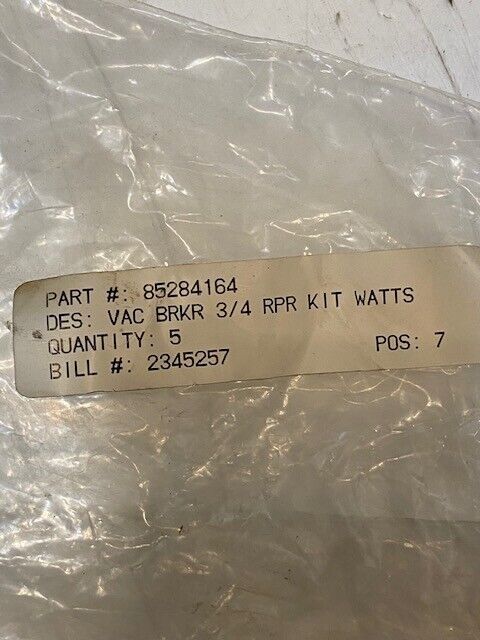 PART #: 85284164
DES: VAC BRKR 3/4 RPR KIT WATTS
QUANTITY: 5 POS: 7
BILL #: 2345257